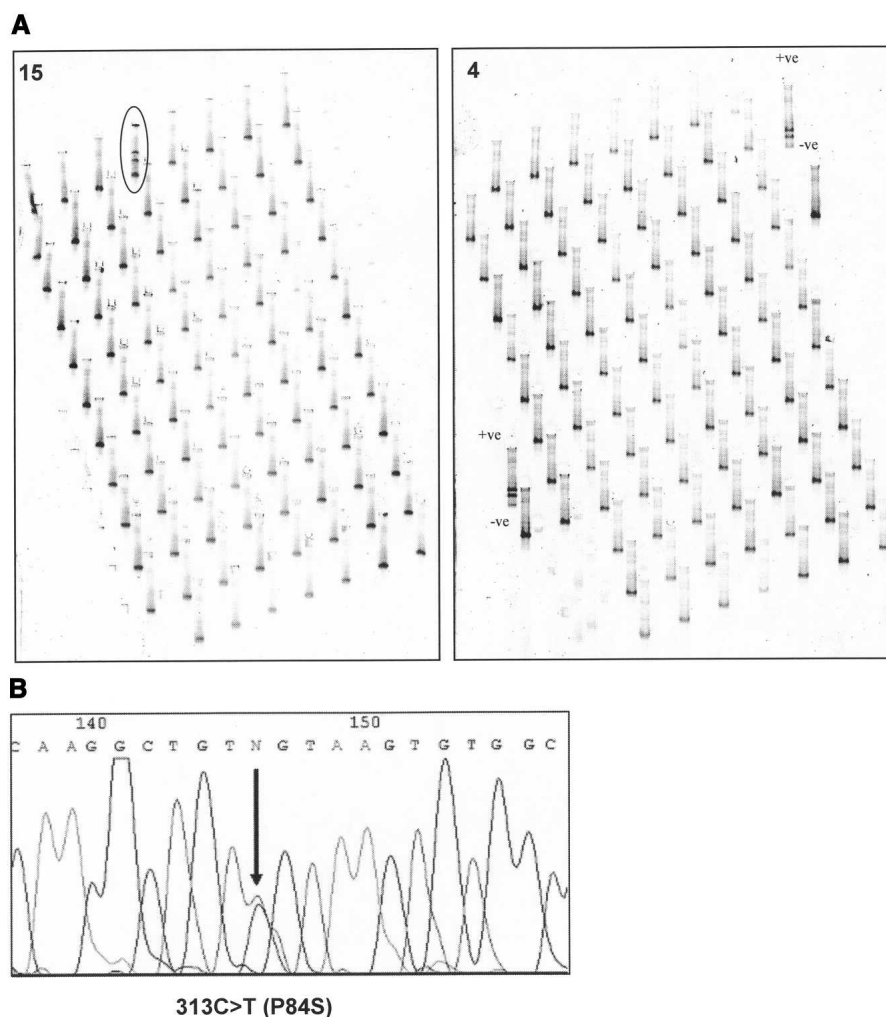 A
15
4
+ve
-ve
+ve
-ve
B
140 150
C A A G G C T G T N G T A A G T G T G G C
313C>T (P84S)